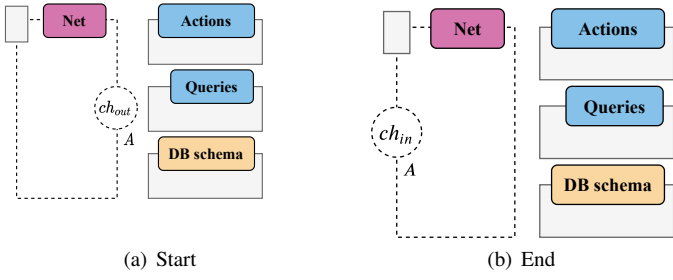 Net
Actions
ch_out
A
Queries
DB schema
(a) Start
Net
Actions
ch_in
A
Queries
DB schema
(b) End